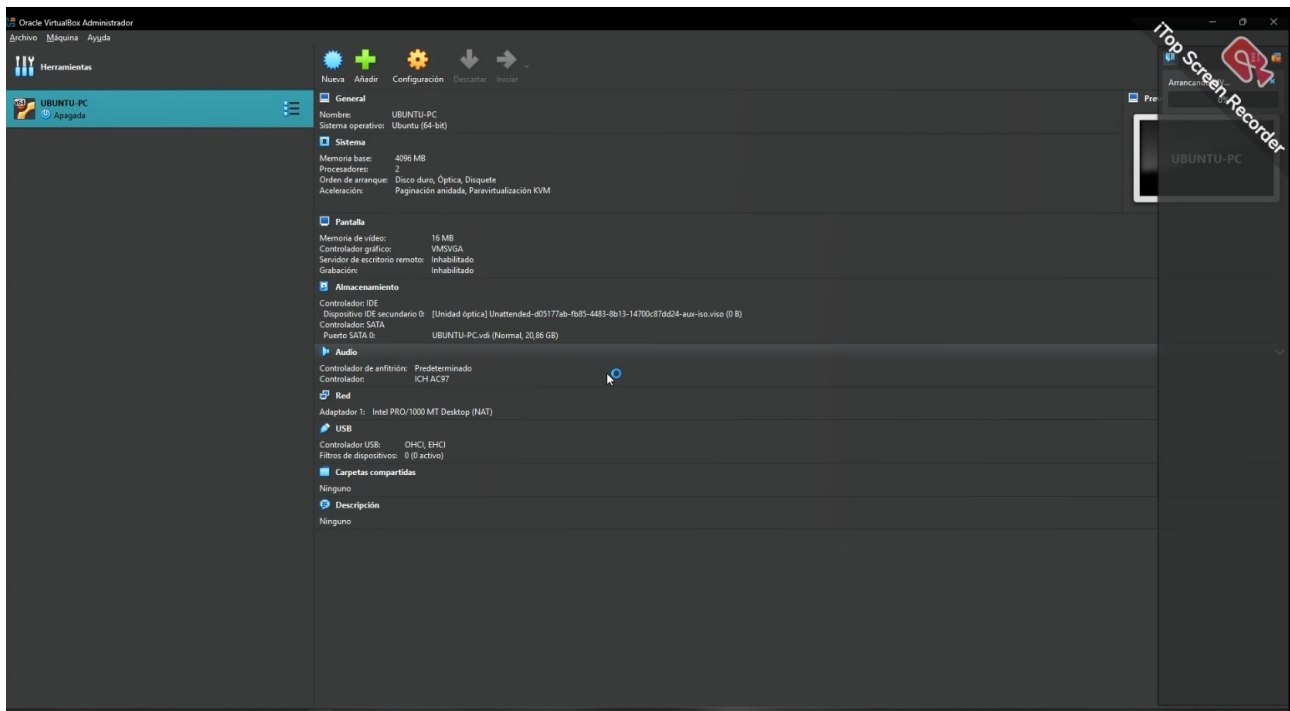 Oracle VirtualBox Administrador
Archivo Máquina Ayuda
Herramientas
UBUNTU-PC
Apagada
Nueva Añadir Configuración Descartar Iniciar
General
Nombre: UBUNTU-PC
Sistema operativo: Ubuntu (64-bit)
Sistema
Memoria base: 4096 MB
Procesadores: 2
Orden de arranque: Disco duro, Óptica, Disquete
Aceleración: Paginación anidada, Paravirtualización KVM
Pantalla
Memoria de vídeo: 16 MB
Controlador gráfico: VMSVGA
Servidor de escritorio remoto: Inhabilitado
Grabación: Inhabilitado
Almacenamiento
Controlador: IDE
Dispositivo IDE secundario 0: [Unidad óptica] Unattended-d05177ab-fb85-4483-8b13-14700c87dd24-aux-iso.viso (0 B)
Controlador: SATA
Puerto SATA 0: UBUNTU-PC.vdi (Normal, 20,86 GB)
Audio
Controlador de anfitrión: Predeterminado
Controlador: ICH AC97
Red
Adaptador 1: Intel PRO/1000 MT Desktop (NAT)
USB
Controlador USB: OHCI, EHCI
Filtros de dispositivos: 0 (0 activo)
Carpetas compartidas
Ninguno
Descripción
Ninguno
Pre
UBUNTU-PC
iTop Screen Recorder